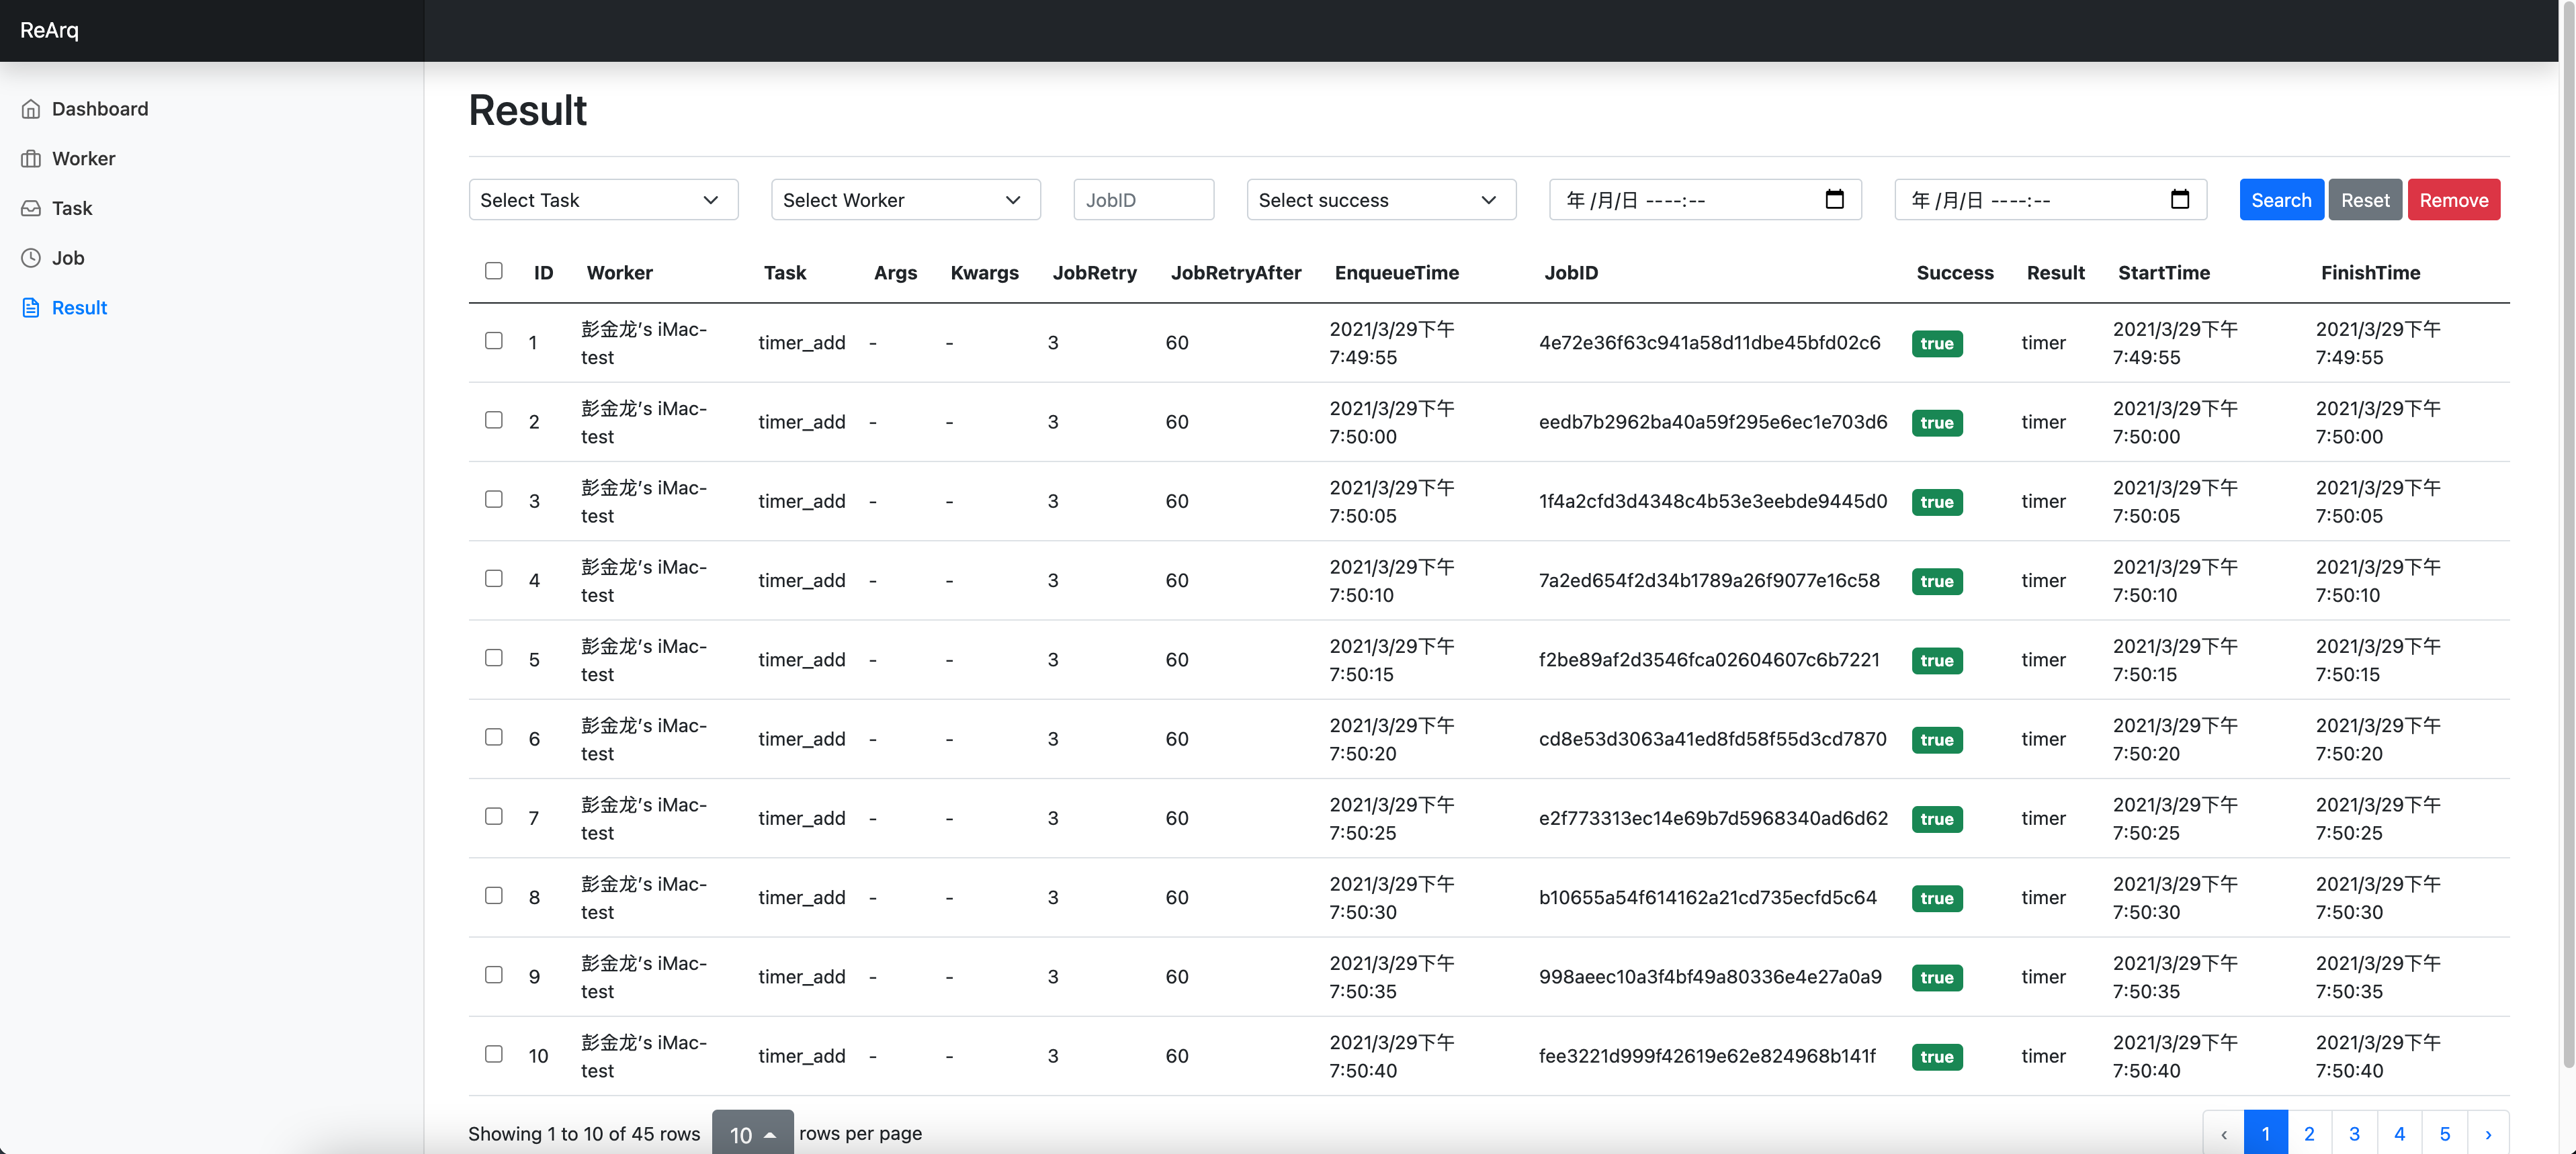 ReArq
Dashboard
Worker
Task
Job
Result
Result
Select Task Select Worker JobID Select success 年 /月/日 ----:-- 年 /月/日 ----:-- Search Reset Remove
ID Worker Task Args Kwargs JobRetry JobRetryAfter EnqueueTime JobID Success Result StartTime FinishTime
1 彭金龙's iMac-test timer_add - - 3 60 2021/3/29下午7:49:55 4e72e36f63c941a58d11dbe45bfd02c6 true timer 2021/3/29下午7:49:55 2021/3/29下午7:49:55
2 彭金龙's iMac-test timer_add - - 3 60 2021/3/29下午7:50:00 eedb7b2962ba40a59f295e6ec1e703d6 true timer 2021/3/29下午7:50:00 2021/3/29下午7:50:00
3 彭金龙's iMac-test timer_add - - 3 60 2021/3/29下午7:50:05 1f4a2cfd3d4348c4b53e3eebde9445d0 true timer 2021/3/29下午7:50:05 2021/3/29下午7:50:05
4 彭金龙's iMac-test timer_add - - 3 60 2021/3/29下午7:50:10 7a2ed654f2d34b1789a26f9077e16c58 true timer 2021/3/29下午7:50:10 2021/3/29下午7:50:10
5 彭金龙's iMac-test timer_add - - 3 60 2021/3/29下午7:50:15 f2be89af2d3546fca02604607c6b7221 true timer 2021/3/29下午7:50:15 2021/3/29下午7:50:15
6 彭金龙's iMac-test timer_add - - 3 60 2021/3/29下午7:50:20 cd8e53d3063a41ed8fd58f55d3cd7870 true timer 2021/3/29下午7:50:20 2021/3/29下午7:50:20
7 彭金龙's iMac-test timer_add - - 3 60 2021/3/29下午7:50:25 e2f773313ec14e69b7d5968340ad6d62 true timer 2021/3/29下午7:50:25 2021/3/29下午7:50:25
8 彭金龙's iMac-test timer_add - - 3 60 2021/3/29下午7:50:30 b10655a54f614162a21cd735ecfd5c64 true timer 2021/3/29下午7:50:30 2021/3/29下午7:50:30
9 彭金龙's iMac-test timer_add - - 3 60 2021/3/29下午7:50:35 998aeec10a3f4bf49a80336e4e27a0a9 true timer 2021/3/29下午7:50:35 2021/3/29下午7:50:35
10 彭金龙's iMac-test timer_add - - 3 60 2021/3/29下午7:50:40 fee3221d999f42619e62e824968b141f true timer 2021/3/29下午7:50:40 2021/3/29下午7:50:40
Showing 1 to 10 of 45 rows 10 rows per page ‹ 1 2 3 4 5 ›